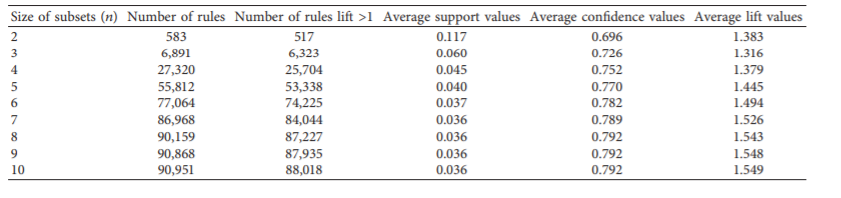 Size of subsets (n) Number of rules Number of rules lift >1 Average support values Average confidence values Average lift values
2 583 517 0.117 0.696 1.383
3 6,891 6,323 0.060 0.726 1.316
4 27,320 25,704 0.045 0.752 1.379
5 55,812 53,338 0.040 0.770 1.445
6 77,064 74,225 0.037 0.782 1.494
7 86,968 84,044 0.036 0.789 1.526
8 90,159 87,227 0.036 0.792 1.543
9 90,868 87,935 0.036 0.792 1.548
10 90,951 88,018 0.036 0.792 1.549